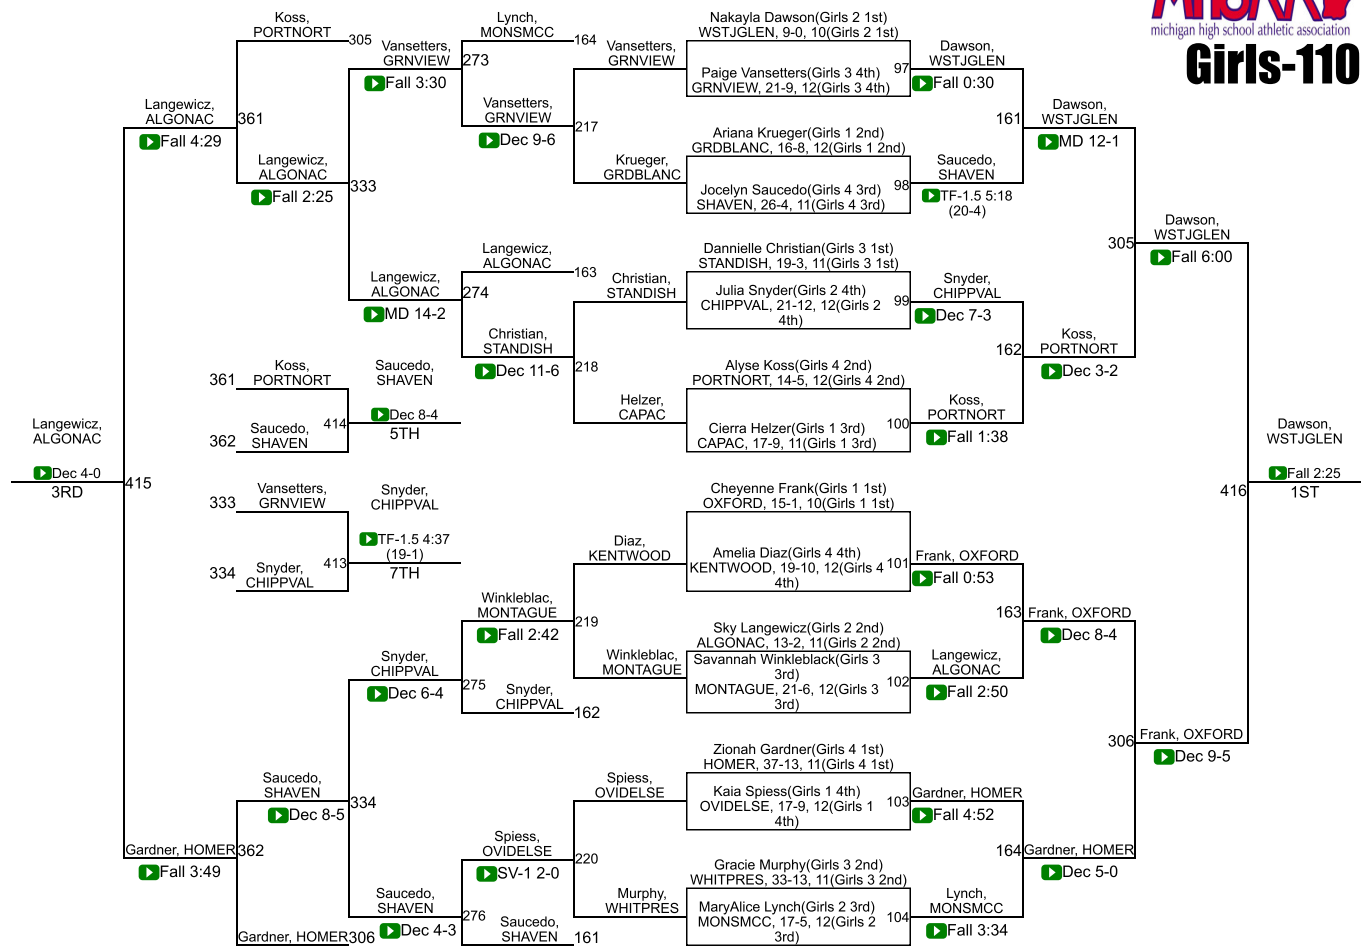 MHSAA
michigan high school athletic association
Girls-110
Koss,
PORTNORT
305
Langewicz,
ALGONAC
Fall 4:29
361
Langewicz,
ALGONAC
Fall 2:25
333
Vansetters,
GRNVIEW
Fall 3:30
Lynch,
MONSMCC
164
273
Vansetters,
GRNVIEW
Dec 9-6
217
Vansetters,
GRNVIEW
Krueger,
GRDBLANC
Langewicz,
ALGONAC
MD 14-2
Langewicz,
ALGONAC
163
274
Christian,
STANDISH
Dec 11-6
218
Christian,
STANDISH
Helzer,
CAPAC
Nakayla Dawson(Girls 2 1st)
WSTJGLEN, 9-0, 10(Girls 2 1st)
Paige Vansetters(Girls 3 4th)
GRNVIEW, 21-9, 12(Girls 3 4th)
97
Ariana Krueger(Girls 1 2nd)
GRDBLANC, 16-8, 12(Girls 1 2nd)
Jocelyn Saucedo(Girls 4 3rd)
SHAVEN, 26-4, 11(Girls 4 3rd)
98
Dannielle Christian(Girls 3 1st)
STANDISH, 19-3, 11(Girls 3 1st)
Julia Snyder(Girls 2 4th)
CHIPPVAL, 21-12, 12(Girls 2
4th)
99
Alyse Koss(Girls 4 2nd)
PORTNORT, 14-5, 12(Girls 4 2nd)
Cierra Helzer(Girls 1 3rd)
CAPAC, 17-9, 11(Girls 1 3rd)
100
Dawson,
WSTJGLEN
Fall 0:30
Saucedo,
SHAVEN
TF-1.5 5:18
(20-4)
161
Dawson,
WSTJGLEN
MD 12-1
Snyder,
CHIPPVAL
Dec 7-3
Koss,
PORTNORT
Fall 1:38
162
Koss,
PORTNORT
Dec 3-2
305
Dawson,
WSTJGLEN
Fall 6:00
361
Koss,
PORTNORT
362
Saucedo,
SHAVEN
414
Saucedo,
SHAVEN
Dec 8-4
5TH
Langewicz,
ALGONAC
Dec 4-0
3RD
415
333
Vansetters,
GRNVIEW
334
Snyder,
CHIPPVAL
413
Snyder,
CHIPPVAL
TF-1.5 4:37
(19-1)
7TH
416
Dawson,
WSTJGLEN
Fall 2:25
1ST
Diaz,
KENTWOOD
Winkleblac,
MONTAGUE
Fall 2:42
219
Winkleblac,
MONTAGUE
Snyder,
CHIPPVAL
Dec 6-4
275
Snyder,
CHIPPVAL
162
Saucedo,
SHAVEN
Dec 8-5
334
Gardner, HOMER
Fall 3:49
362
Gardner, HOMER
306
Saucedo,
SHAVEN
Dec 4-3
Spiess,
OVIDELSE
SV-1 2-0
220
276
Saucedo,
SHAVEN
161
Spiess,
OVIDELSE
Murphy,
WHITPRES
Cheyenne Frank(Girls 1 1st)
OXFORD, 15-1, 10(Girls 1 1st)
Amelia Diaz(Girls 4 4th)
KENTWOOD, 19-10, 12(Girls 4
4th)
101
Sky Langewicz(Girls 2 2nd)
ALGONAC, 13-2, 11(Girls 2 2nd)
Savannah Winkleblack(Girls 3
3rd)
MONTAGUE, 21-6, 12(Girls 3
3rd)
102
Zionah Gardner(Girls 4 1st)
HOMER, 37-13, 11(Girls 4 1st)
Kaia Spiess(Girls 1 4th)
OVIDELSE, 17-9, 12(Girls 1
4th)
103
Gracie Murphy(Girls 3 2nd)
WHITPRES, 33-13, 11(Girls 3 2nd)
MaryAlice Lynch(Girls 2 3rd)
MONSMCC, 17-5, 12(Girls 2
3rd)
104
Frank, OXFORD
Fall 0:53
Langewicz,
ALGONAC
Fall 2:50
163
Frank, OXFORD
Dec 8-4
Gardner, HOMER
Fall 4:52
Lynch,
MONSMCC
Fall 3:34
164
Gardner, HOMER
Dec 5-0
306
Frank, OXFORD
Dec 9-5